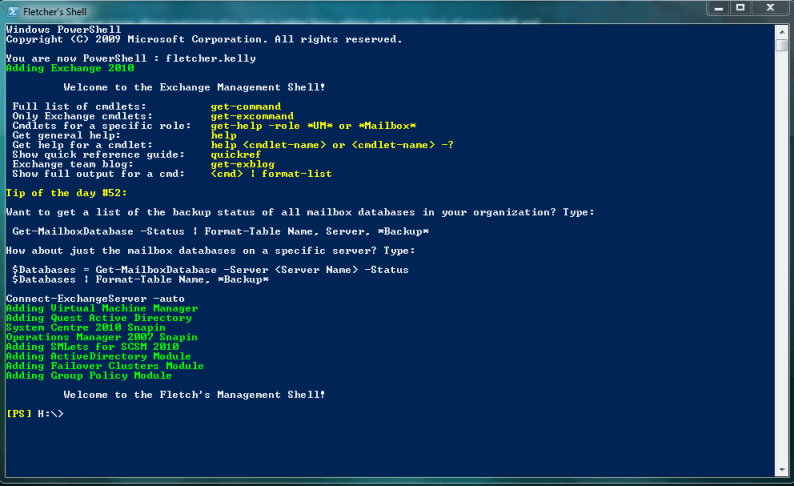 Fletcher's Shell
Windows PowerShell
Copyright (C) 2009 Microsoft Corporation. All rights reserved.
You are now PowerShell : fletcher.kelly
Adding Exchange 2010
Welcome to the Exchange Management Shell!
Full list of cmdlets: get-command
Only Exchange cmdlets: get-excommand
Cmdlets for a specific role: get-help -role *UM* or *Mailbox*
Get general help: help
Get help for a cmdlet: help <cmdlet-name> or <cmdlet-name> -?
Show quick reference guide: quickref
Exchange team blog: get-exblog
Show full output for a cmd: <cmd> | format-list
Tip of the day #52:
Want to get a list of the backup status of all mailbox databases in your organization? Type:
Get-MailboxDatabase -Status | Format-Table Name, Server, *Backup*
How about just the mailbox databases on a specific server? Type:
$Databases = Get-MailboxDatabase -Server <Server Name> -Status
$Databases | Format-Table Name, *Backup*
Connect-ExchangeServer -auto
Adding Virtual Machine Manager
Adding Quest Active Directory
System Centre 2010 Snapin
Operations Manager 2007 Snapin
Adding SMLets for SCSM 2010
Adding ActiveDirectory Module
Adding Failover Clusters Module
Adding Group Policy Module
Welcome to the Fletch's Management Shell!
[PS] H:\>